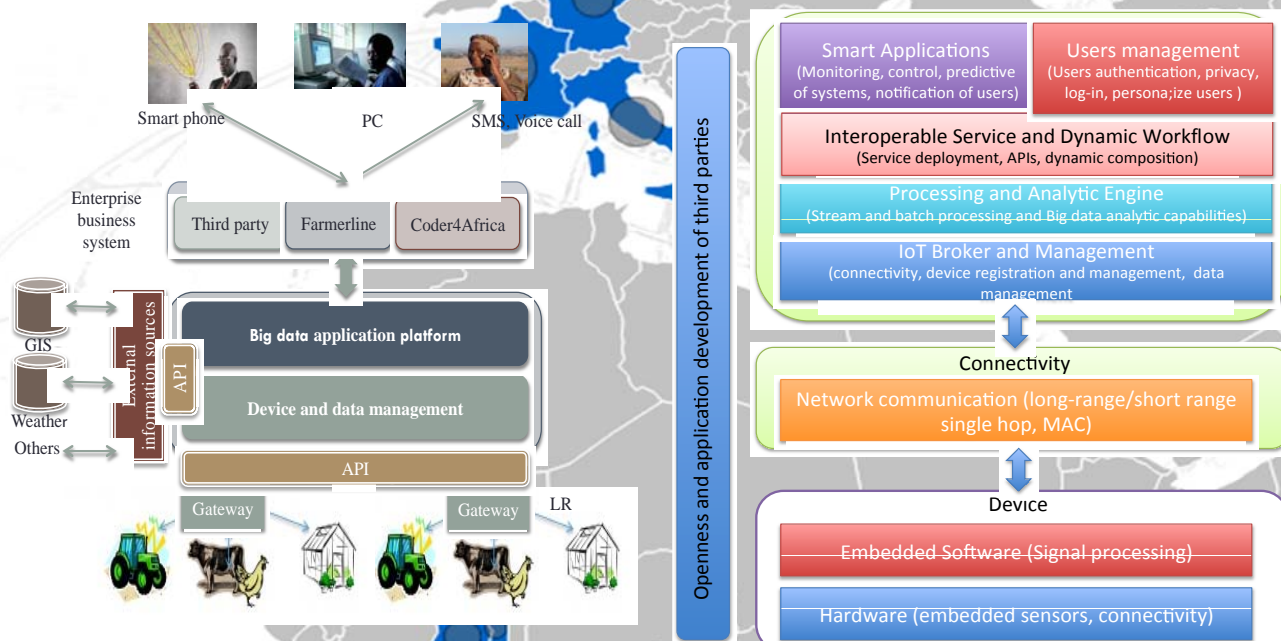 Smart phone
PC
SMS, Voice call
Enterprise
business
system
Third party
Farmerline
Coder4Africa
GIS
Weather
Others
External
information sources
API
Big data application platform
Device and data management
API
Gateway
Gateway
LR
Openness and application development of third parties
Smart Applications
(Monitoring, control, predictive
of systems, notification of users)
Users management
(Users authentication, privacy,
log-in, persona;ize users )
Interoperable Service and Dynamic Workflow
(Service deployment, APIs, dynamic composition)
Processing and Analytic Engine
(Stream and batch processing and Big data analytic capabilities)
IoT Broker and Management
(connectivity, device registration and management, data
management
Connectivity
Network communication (long-range/short range
single hop, MAC)
Device
Embedded Software (Signal processing)
Hardware (embedded sensors, connectivity)